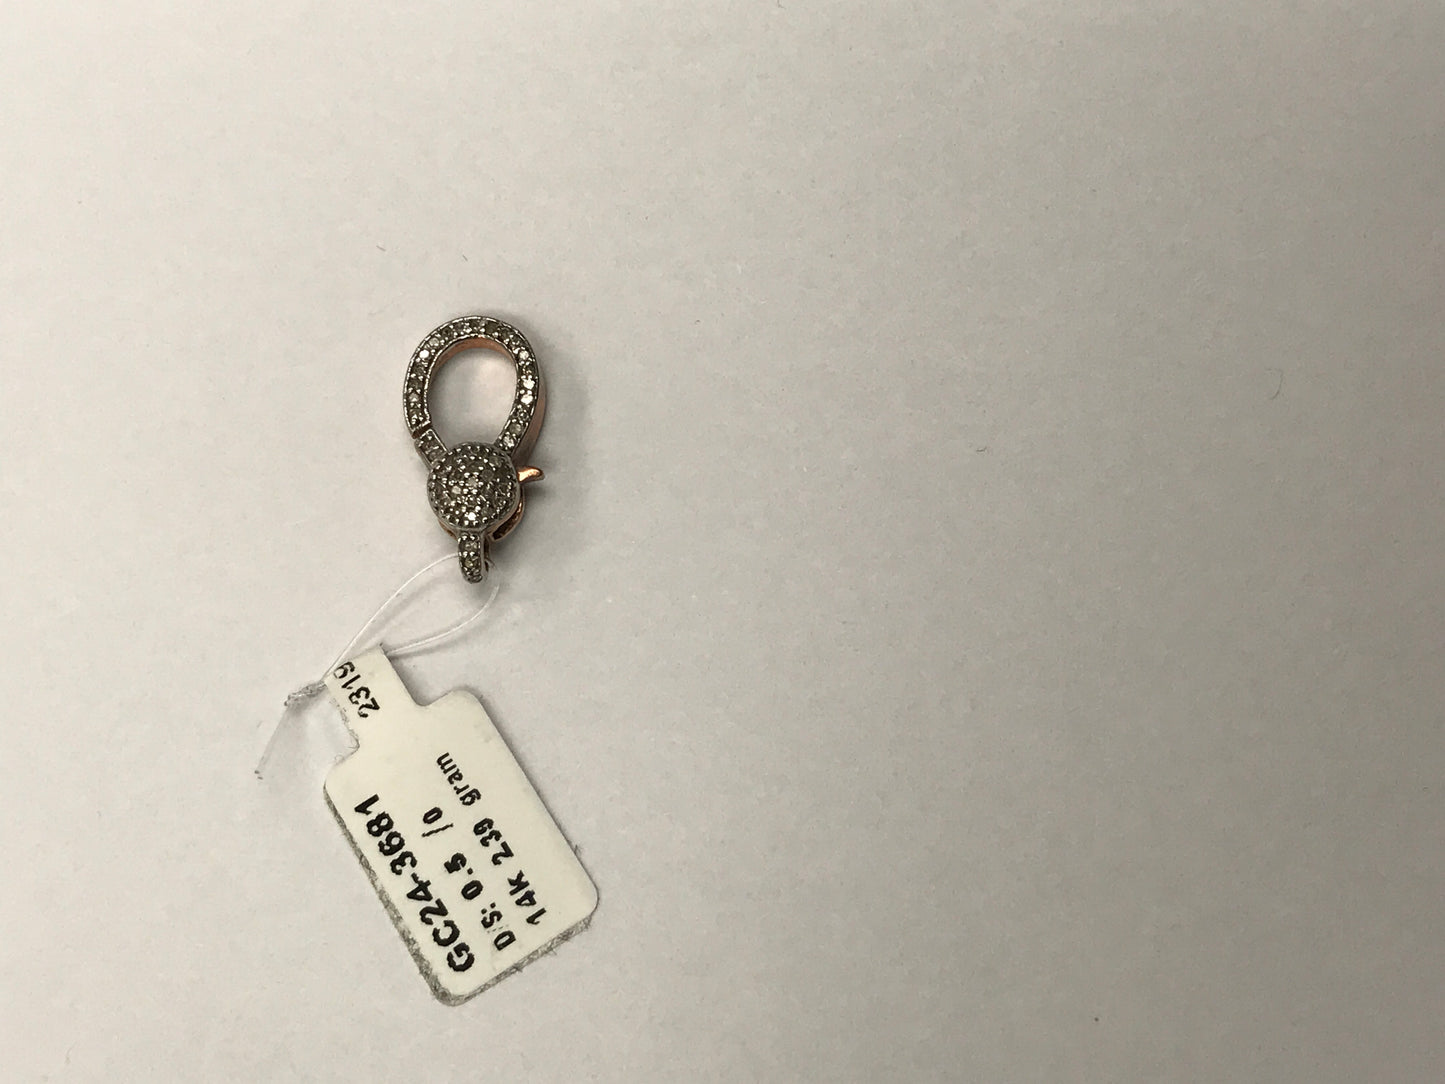 2319
GC24-3681
D/S: 0.5 /0
14K 2.39 gram